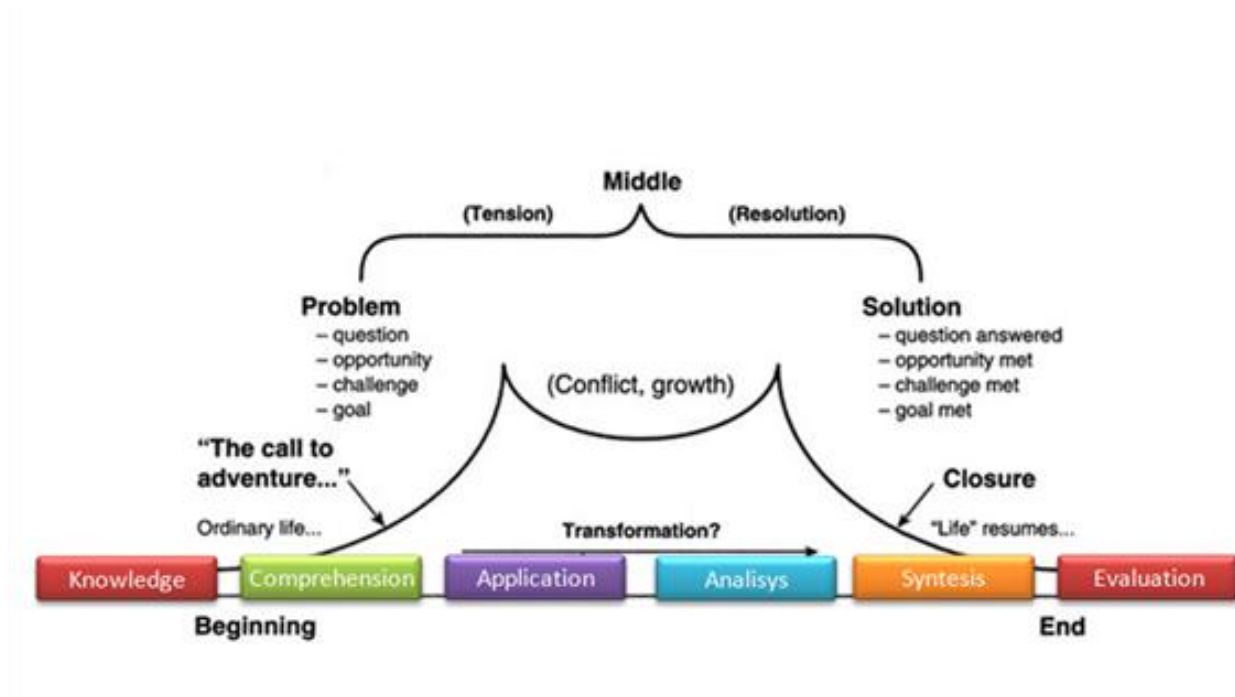 Middle
(Tension)
(Resolution)
Problem
– question
– opportunity
– challenge
– goal
Solution
– question answered
– opportunity met
– challenge met
– goal met
(Conflict, growth)
“The call to
adventure...”
Closure
Ordinary life...
Transformation?
"Life" resumes...
Knowledge
Comprehension
Application
Analisys
Syntesis
Evaluation
Beginning
End